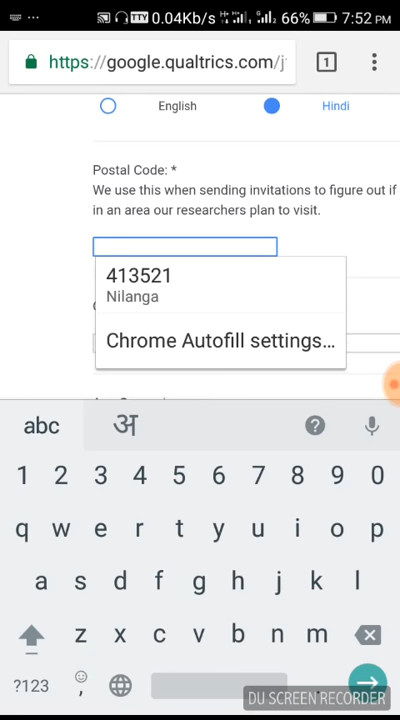 TTV 0.04Kb/s H+ G 66% 7:52 PM
https://google.qualtrics.com/j 1
English Hindi
Postal Code: *
We use this when sending invitations to figure out if
in an area our researchers plan to visit.
413521
Nilanga
Chrome Autofill settings...
abc अ ?
1 2 3 4 5 6 7 8 9 0
q w e r t y u i o p
a s d f g h j k l
z x c v b n m
?123 , .
DU SCREEN RECORDER